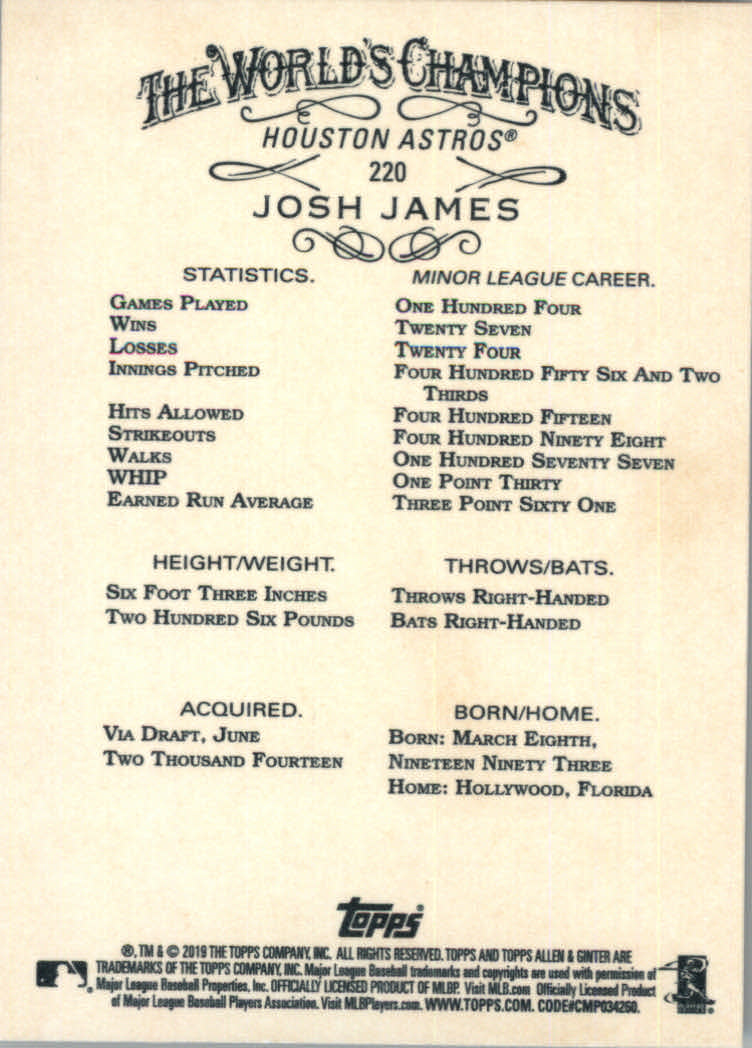 THE WORLD'S CHAMPIONS
HOUSTON ASTROS®
220
JOSH JAMES
STATISTICS. MINOR LEAGUE CAREER.
GAMES PLAYED ONE HUNDRED FOUR
WINS TWENTY SEVEN
LOSSES TWENTY FOUR
INNINGS PITCHED FOUR HUNDRED FIFTY SIX AND TWO
THIRDS
HITS ALLOWED FOUR HUNDRED FIFTEEN
STRIKEOUTS FOUR HUNDRED NINETY EIGHT
WALKS ONE HUNDRED SEVENTY SEVEN
WHIP ONE POINT THIRTY
EARNED RUN AVERAGE THREE POINT SIXTY ONE
HEIGHT/WEIGHT. THROWS/BATS.
SIX FOOT THREE INCHES THROWS RIGHT-HANDED
TWO HUNDRED SIX POUNDS BATS RIGHT-HANDED
ACQUIRED. BORN/HOME.
VIA DRAFT, JUNE BORN: MARCH EIGHTH,
TWO THOUSAND FOURTEEN NINETEEN NINETY THREE
HOME: HOLLYWOOD, FLORIDA
TOPPS®
®, TM & © 2019 THE TOPPS COMPANY, INC. ALL RIGHTS RESERVED. TOPPS AND TOPPS ALLEN & GINTER ARE
TRADEMARKS OF THE TOPPS COMPANY, INC. Major League Baseball trademarks and copyrights are used with permission of
Major League Baseball Properties, Inc. OFFICIALLY LICENSED PRODUCT OF MLBP. Visit MLB.com Officially Licensed Product
of Major League Baseball Players Association. Visit MLBPlayers.com. WWW.TOPPS.COM. CODE#CMP034250.